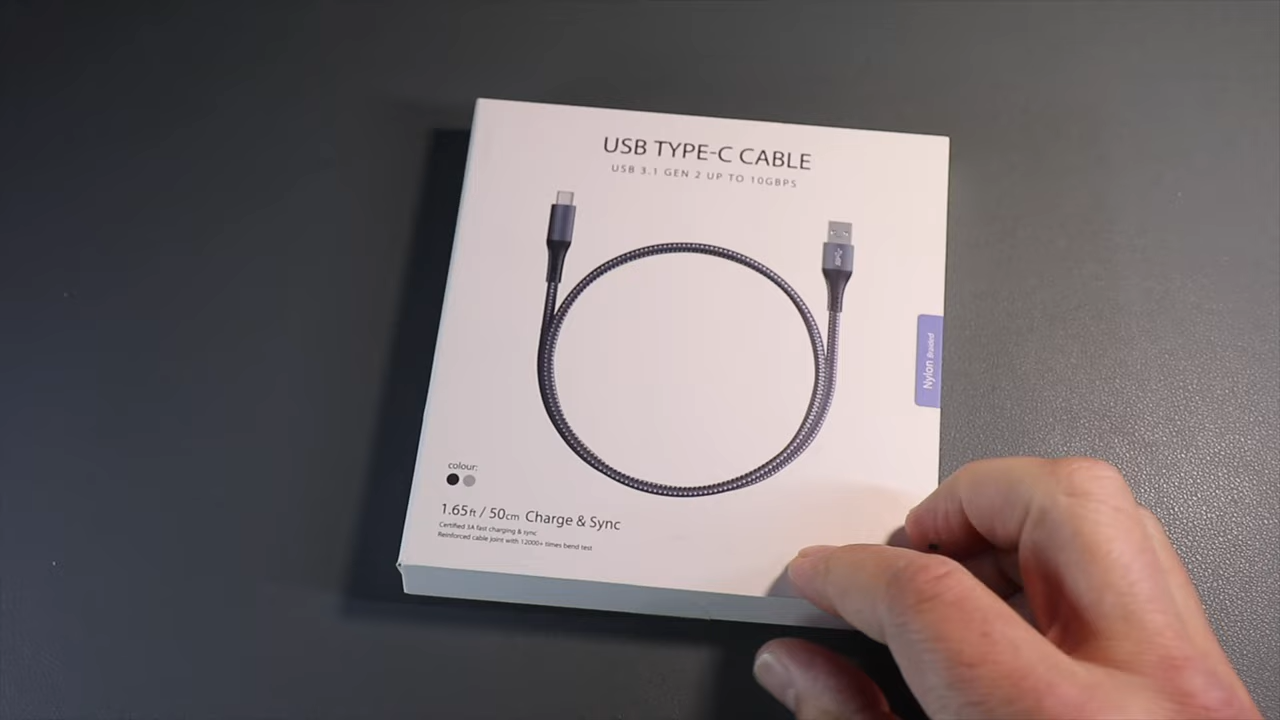 USB TYPE-C CABLE
USB 3.1 GEN 2 UP TO 10GBPS
Nylon Braided
colour:
1.65ft / 50cm Charge & Sync
Certified 3A fast charging & sync
Reinforced cable joint with 12000+ times bend test